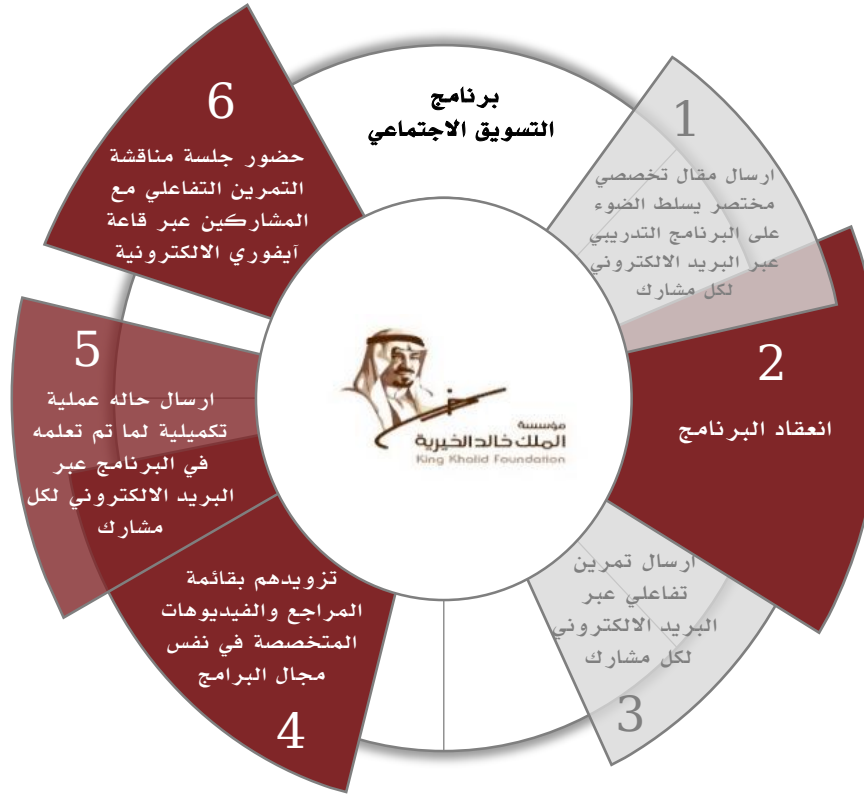 برنامج
التسويق الاجتماعي
1
ارسال مقال تخصصي
مختصر يسلط الضوء
على البرنامج التدريبي
عبر البريد الالكتروني
لكل مشارك
2
انعقاد البرنامج
ارسال تمرين
تفاعلي عبر
البريد الالكتروني
لكل مشارك
3
تزويدهم بقائمة
المراجع والفيديوهات
المتخصصة في نفس
مجال البرامج
4
5
ارسال حاله عملية
تكميلية لما تم تعلمه
في البرنامج عبر
البريد الالكتروني لكل
مشارك
6
حضور جلسة مناقشة
التمرين التفاعلي مع
المشاركين عبر قاعة
آيفوري الالكترونية
مؤسسة
الملك خالد الخيرية
King Khalid Foundation